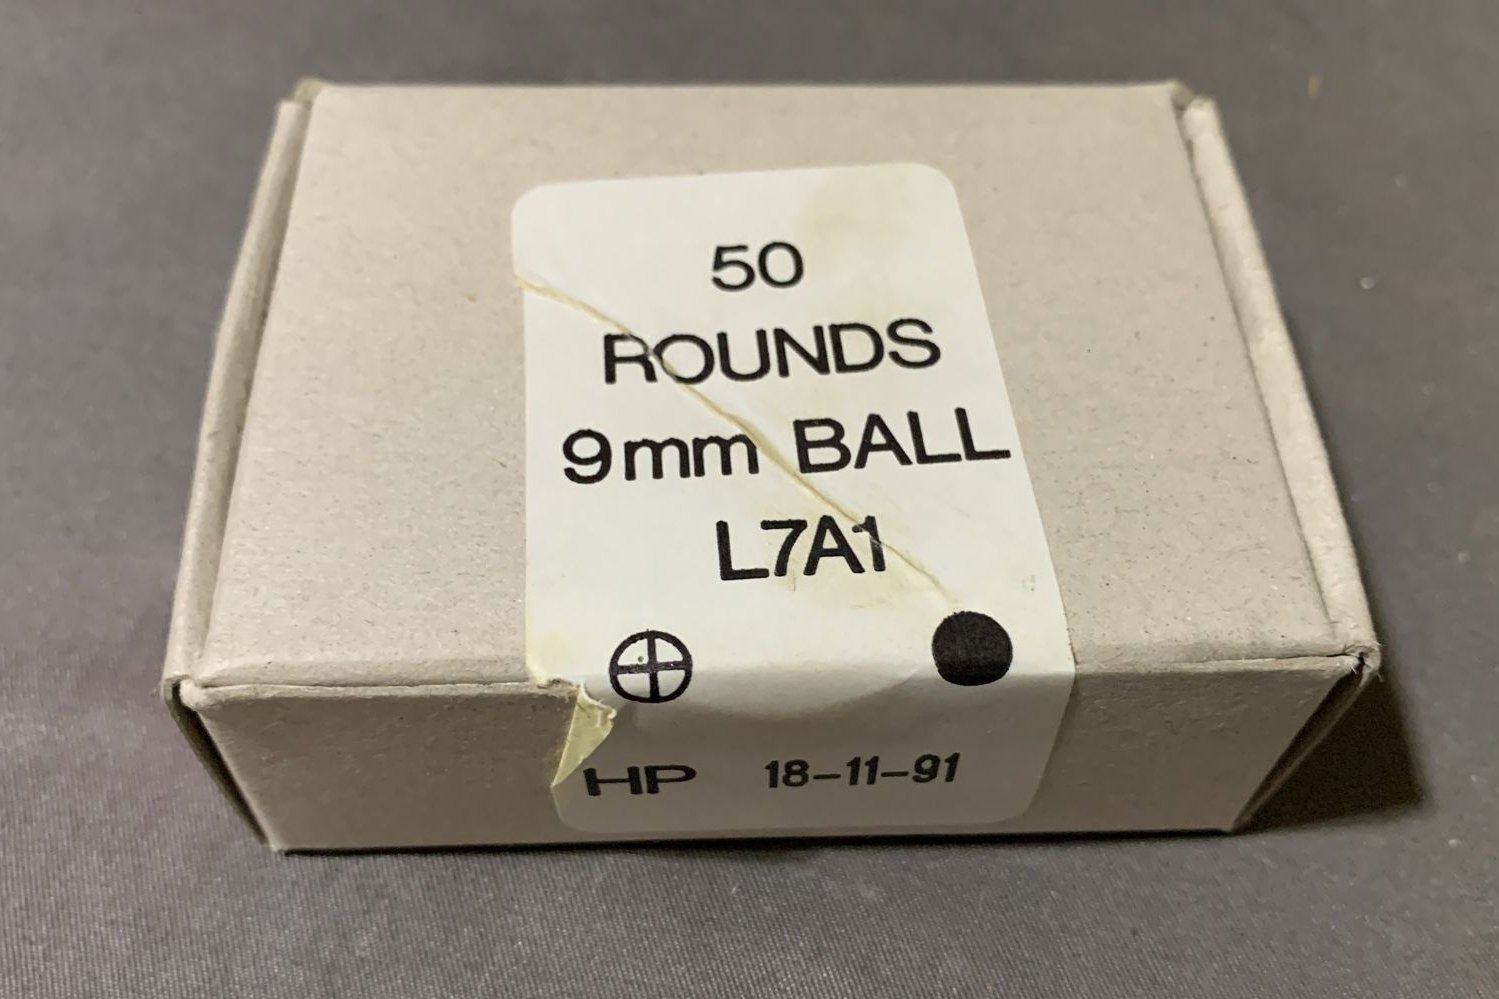 50
ROUNDS
9mm BALL
L7A1
HP 18-11-91